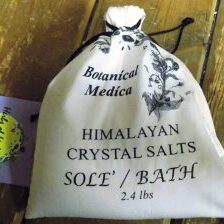 Botanical
Medica
HIMALAYAN
CRYSTAL SALTS
SOLE' / BATH
2.4 lbs